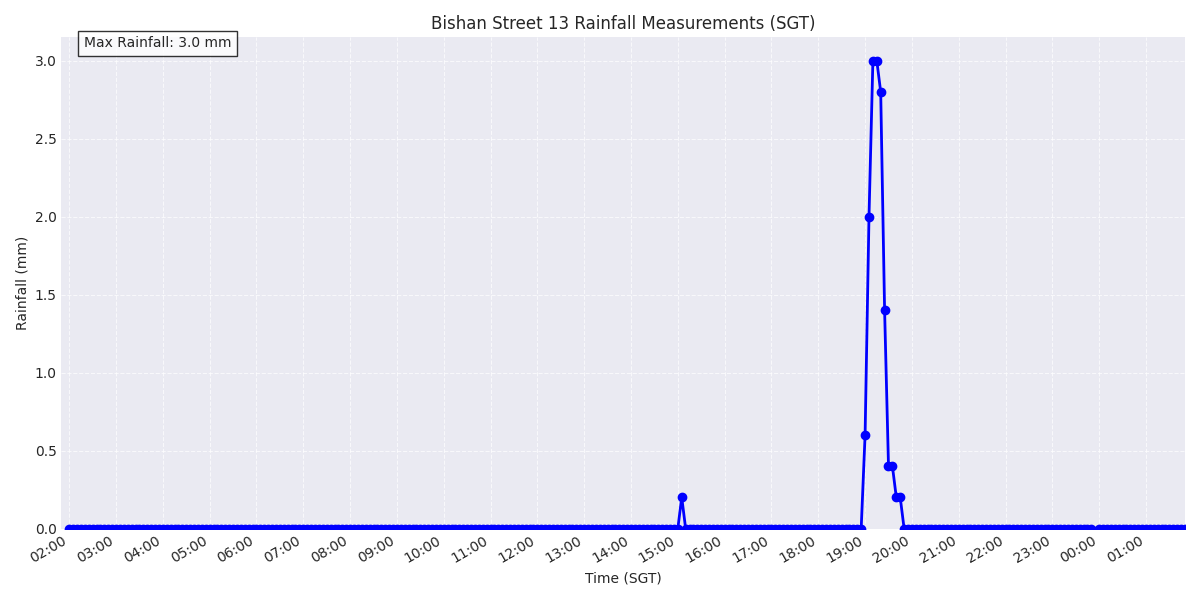 Bishan Street 13 Rainfall Measurements (SGT)
Max Rainfall: 3.0 mm
3.0
2.5
2.0
1.5
1.0
0.5
0.0
Rainfall (mm)
02:00 03:00 04:00 05:00 06:00 07:00 08:00 09:00 10:00 11:00 12:00 13:00 14:00 15:00 16:00 17:00 18:00 19:00 20:00 21:00 22:00 23:00 00:00 01:00
Time (SGT)